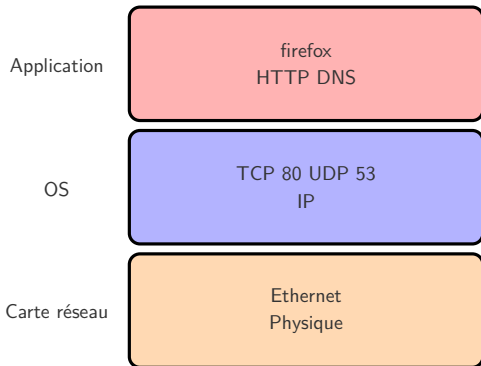 Application
firefox
HTTP DNS
OS
TCP 80 UDP 53
IP
Carte réseau
Ethernet
Physique